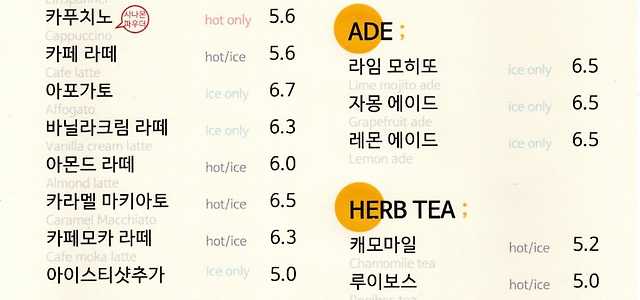 카푸치노 시나몬 파우더 hot only 5.6
Cappuccino
카페 라떼 hot/ice 5.6
Cafe latte
아포가토 ice only 6.7
Affogato
바닐라크림 라떼 ice only 6.3
Vanilla cream latte
아몬드 라떼 hot/ice 6.0
Almond latte
카라멜 마키아토 hot/ice 6.5
Caramel Macchiato
카페모카 라떼 hot/ice 6.3
Cafe moka latte
아이스티샷추가 ice only 5.0
ADE ;
라임 모히또 ice only 6.5
Lime mojito ade
자몽 에이드 ice only 6.5
Grapefruit ade
레몬 에이드 ice only 6.5
Lemon ade
HERB TEA ;
캐모마일 hot/ice 5.2
Chamomile tea
루이보스 hot/ice 5.0